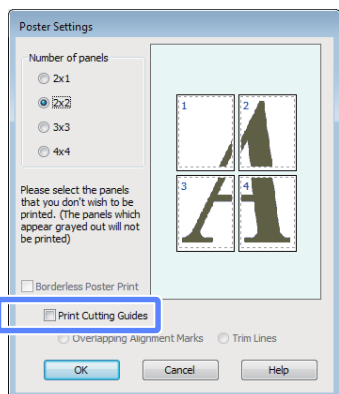 Poster Settings
Number of panels
2x1
2x2
3x3
4x4
1
2
3
4
A
Please select the panels
that you don't wish to be
printed. (The panels which
appear grayed out will not
be printed)
Borderless Poster Print
Print Cutting Guides
Overlapping Alignment Marks
Trim Lines
OK
Cancel
Help